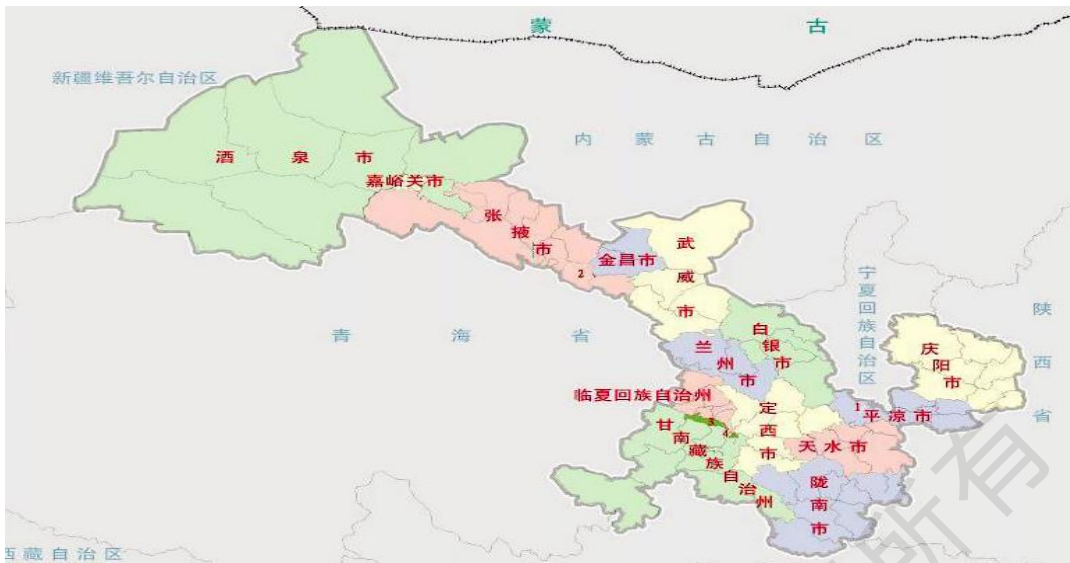 蒙古
新疆维吾尔自治区
内蒙古自治区
酒泉市
嘉峪关市
张掖市
2
金昌市
武威市
宁夏回族自治区
陕西省
青海省
白银市
兰州市
庆阳市
临夏回族自治州
定西市
1
平凉市
3
4
甘南藏族自治州
天水市
陇南市
西藏自治区
所有